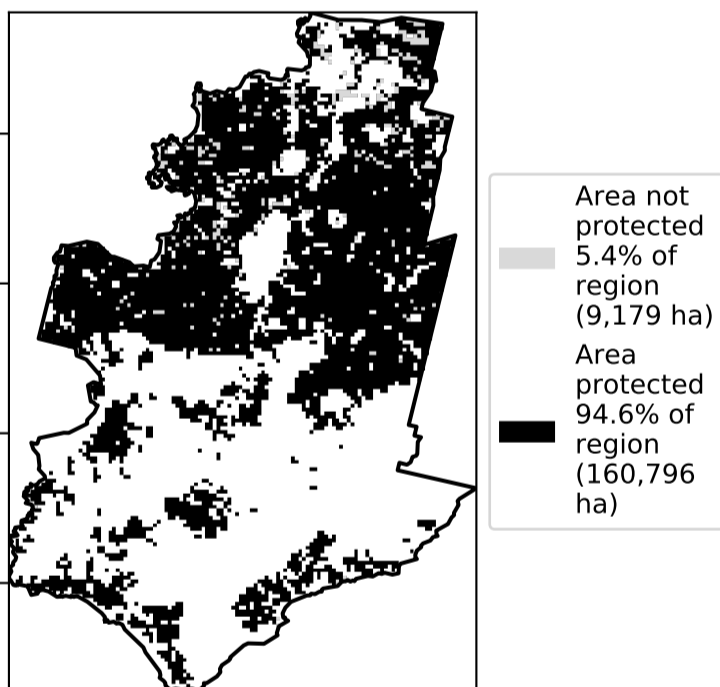 Area not
protected
5.4% of
region
(9,179 ha)
Area
protected
94.6% of
region
(160,796
ha)